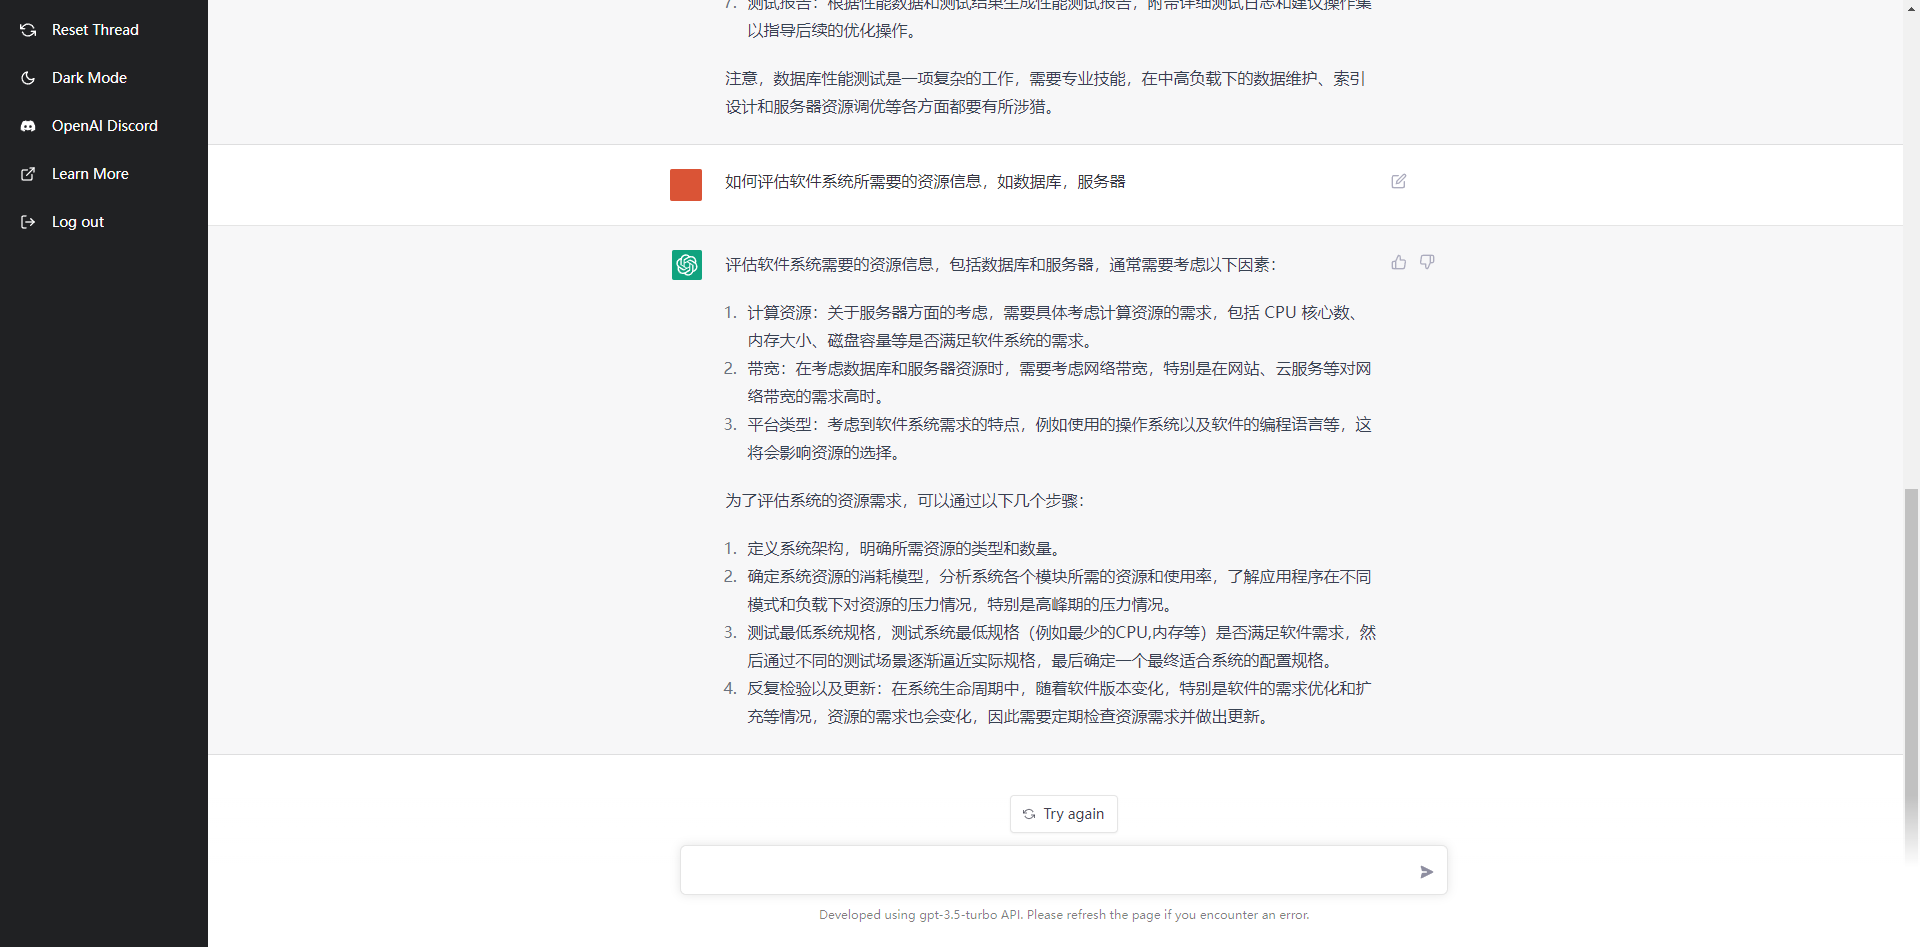 Reset Thread
Dark Mode
OpenAI Discord
Learn More
Log out
7. 测试报告：根据性能数据和测试结果生成性能测试报告，附带详细测试日志和建议操作集
以指导后续的优化操作。
注意，数据库性能测试是一项复杂的工作，需要专业技能，在中高负载下的数据维护、索引
设计和服务器资源调优等各方面都要有所涉猎。
如何评估软件系统所需要的资源信息，如数据库，服务器
评估软件系统需要的资源信息，包括数据库和服务器，通常需要考虑以下因素：
1. 计算资源：关于服务器方面的考虑，需要具体考虑计算资源的需求，包括 CPU 核心数、
内存大小、磁盘容量等是否满足软件系统的需求。
2. 带宽：在考虑数据库和服务器资源时，需要考虑网络带宽，特别是在网站、云服务等对网
络带宽的需求高时。
3. 平台类型：考虑到软件系统需求的特点，例如使用的操作系统以及软件的编程语言等，这
将会影响资源的选择。
为了评估系统的资源需求，可以通过以下几个步骤：
1. 定义系统架构，明确所需资源的类型和数量。
2. 确定系统资源的消耗模型，分析系统各个模块所需的资源和使用率，了解应用程序在不同
模式和负载下对资源的压力情况，特别是高峰期的压力情况。
3. 测试最低系统规格，测试系统最低规格（例如最少的CPU,内存等）是否满足软件需求，然
后通过不同的测试场景逐渐逼近实际规格，最后确定一个最终适合系统的配置规格。
4. 反复检验以及更新：在系统生命周期中，随着软件版本变化，特别是软件的需求优化和扩
充等情况，资源的需求也会变化，因此需要定期检查资源需求并做出更新。
Try again
Developed using gpt-3.5-turbo API. Please refresh the page if you encounter an error.